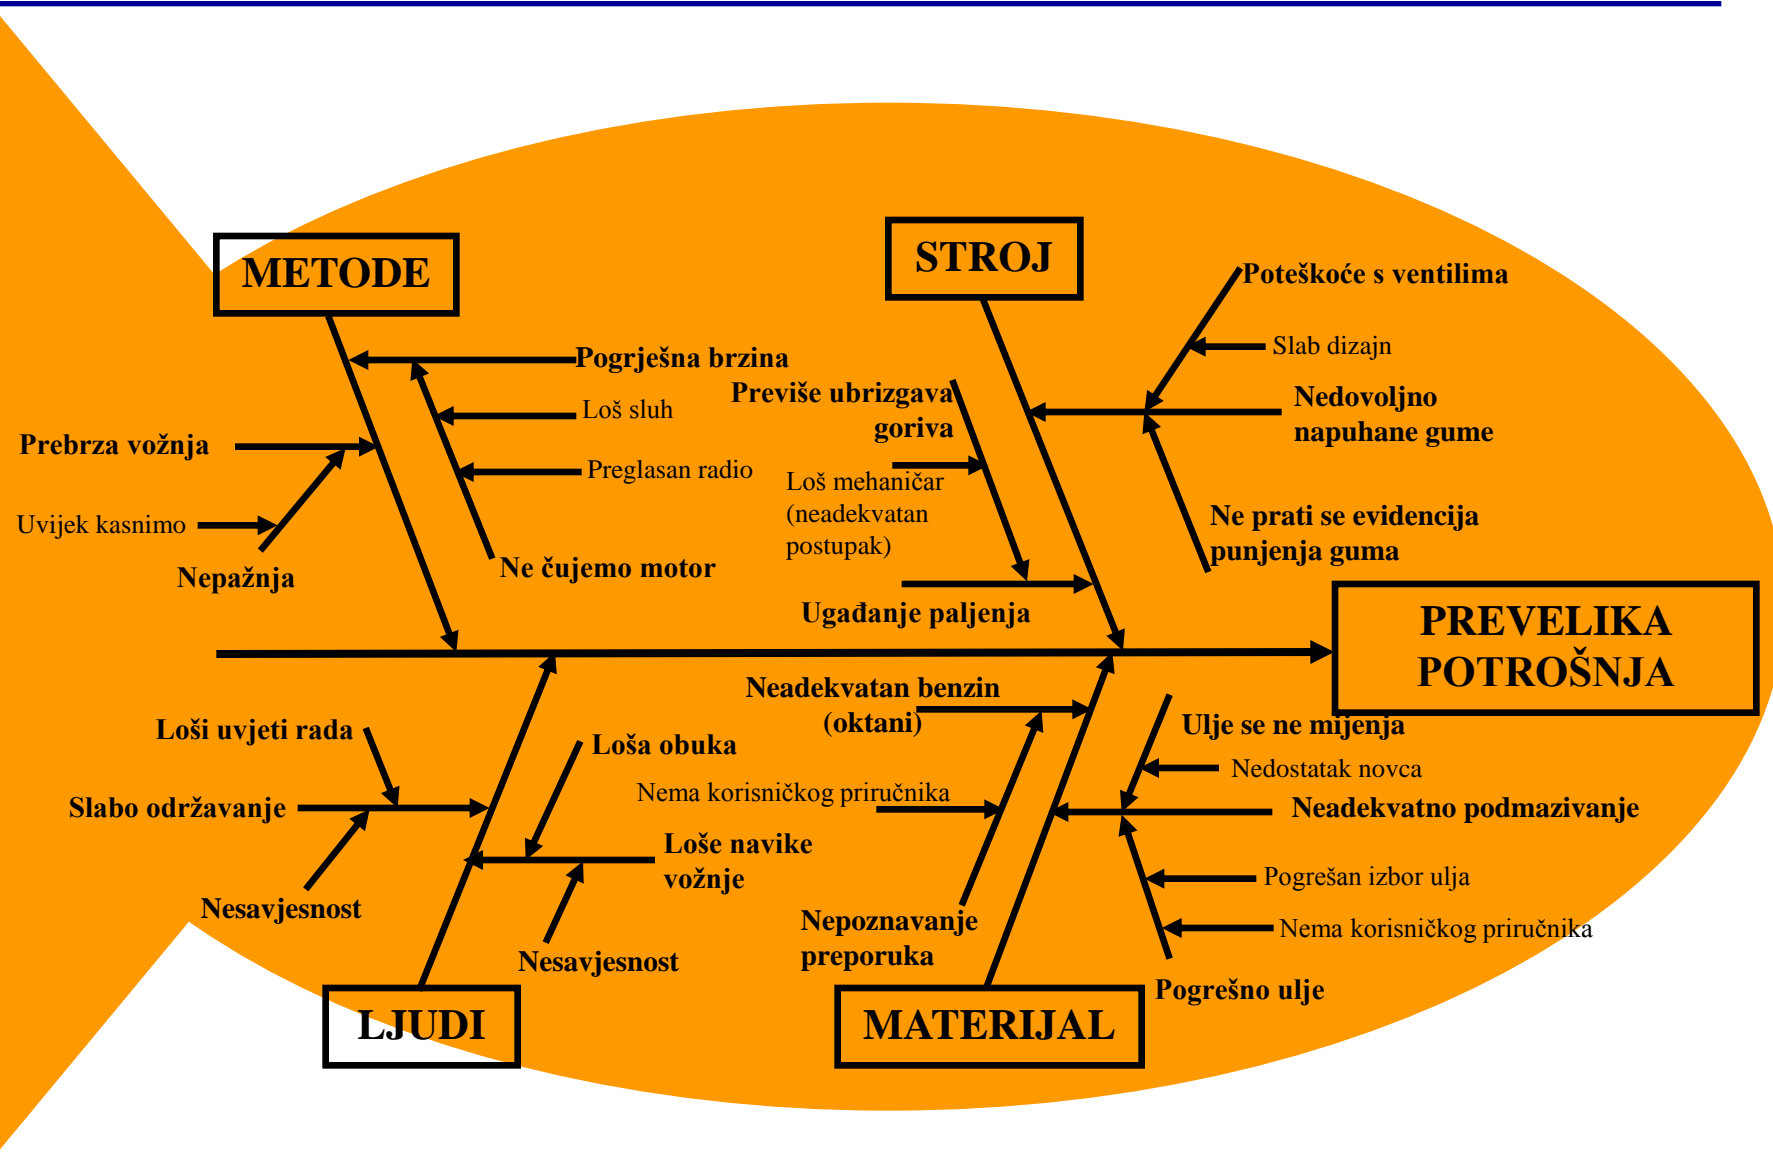 METODE
STROJ
Poteškoće s ventilima
Slab dizajn
Pogrješna brzina
Previše ubrizgava
goriva
Nedovoljno
napuhane gume
Loš sluh
Prebrza vožnja
Preglasan radio
Loš mehaničar
(neadekvatan
postupak)
Uvijek kasnimo
Ne prati se evidencija
punjenja guma
Nepažnja
Ne čujemo motor
Ugađanje paljenja
PREVELIKA
POTROŠNJA
Neadekvatan benzin
(oktani)
Loši uvjeti rada
Loša obuka
Ulje se ne mijenja
Nedostatak novca
Nema korisničkog priručnika
Slabo održavanje
Neadekvatno podmazivanje
Loše navike
vožnje
Pogrešan izbor ulja
Nesavjesnost
Nepoznavanje
preporuka
Nema korisničkog priručnika
Nesavjesnost
Pogrešno ulje
LJUDI
MATERIJAL